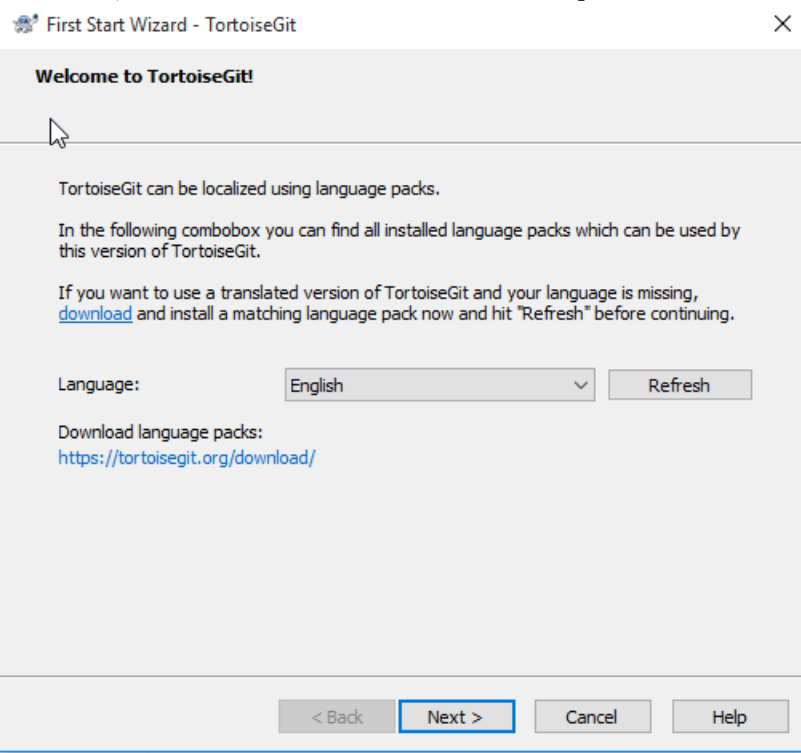 First Start Wizard - TortoiseGit
Welcome to TortoiseGit!
TortoiseGit can be localized using language packs.
In the following combobox you can find all installed language packs which can be used by
this version of TortoiseGit.
If you want to use a translated version of TortoiseGit and your language is missing,
download and install a matching language pack now and hit "Refresh" before continuing.
Language: English Refresh
Download language packs:
https://tortoisegit.org/download/
< Back Next > Cancel Help